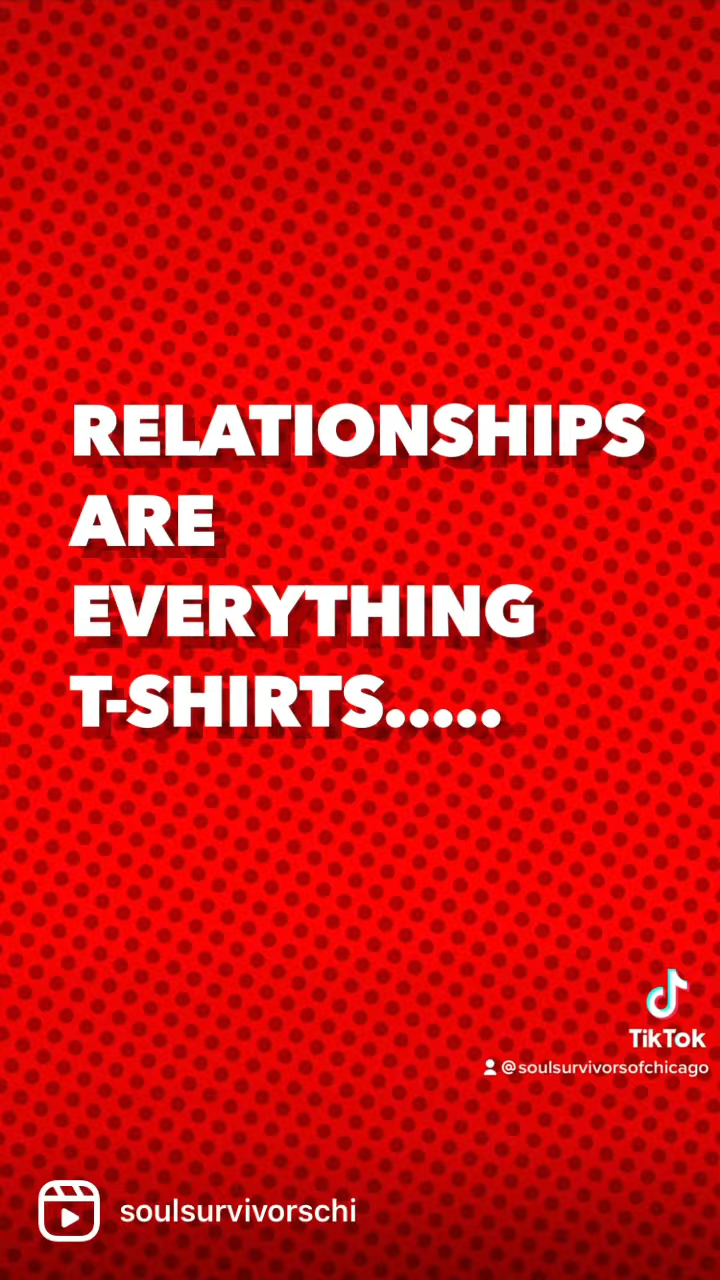 RELATIONSHIPS
ARE
EVERYTHING
T-SHIRTS.....
TikTok
@soulsurvivorsofchicago
soulsurvivorschi